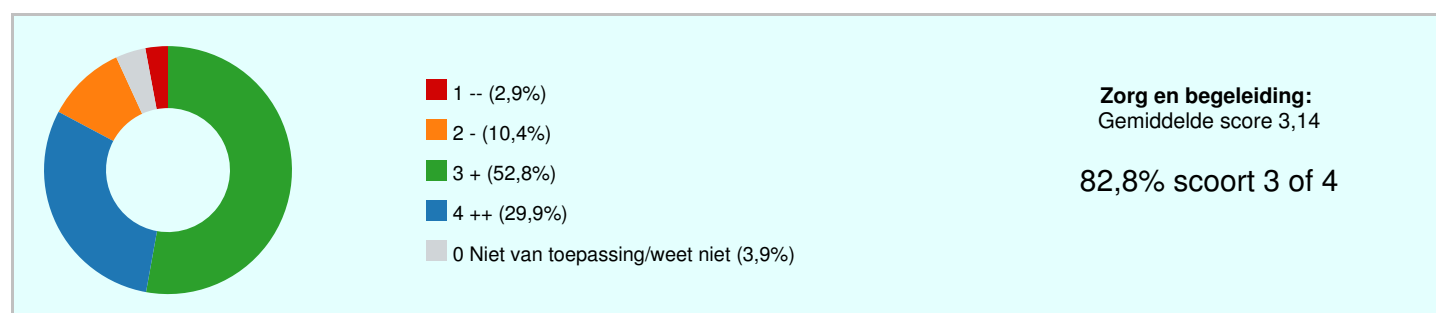 1 -- (2,9%)
2 - (10,4%)
3 + (52,8%)
4 ++ (29,9%)
0 Niet van toepassing/weet niet (3,9%)
Zorg en begeleiding:
Gemiddelde score 3,14
82,8% scoort 3 of 4